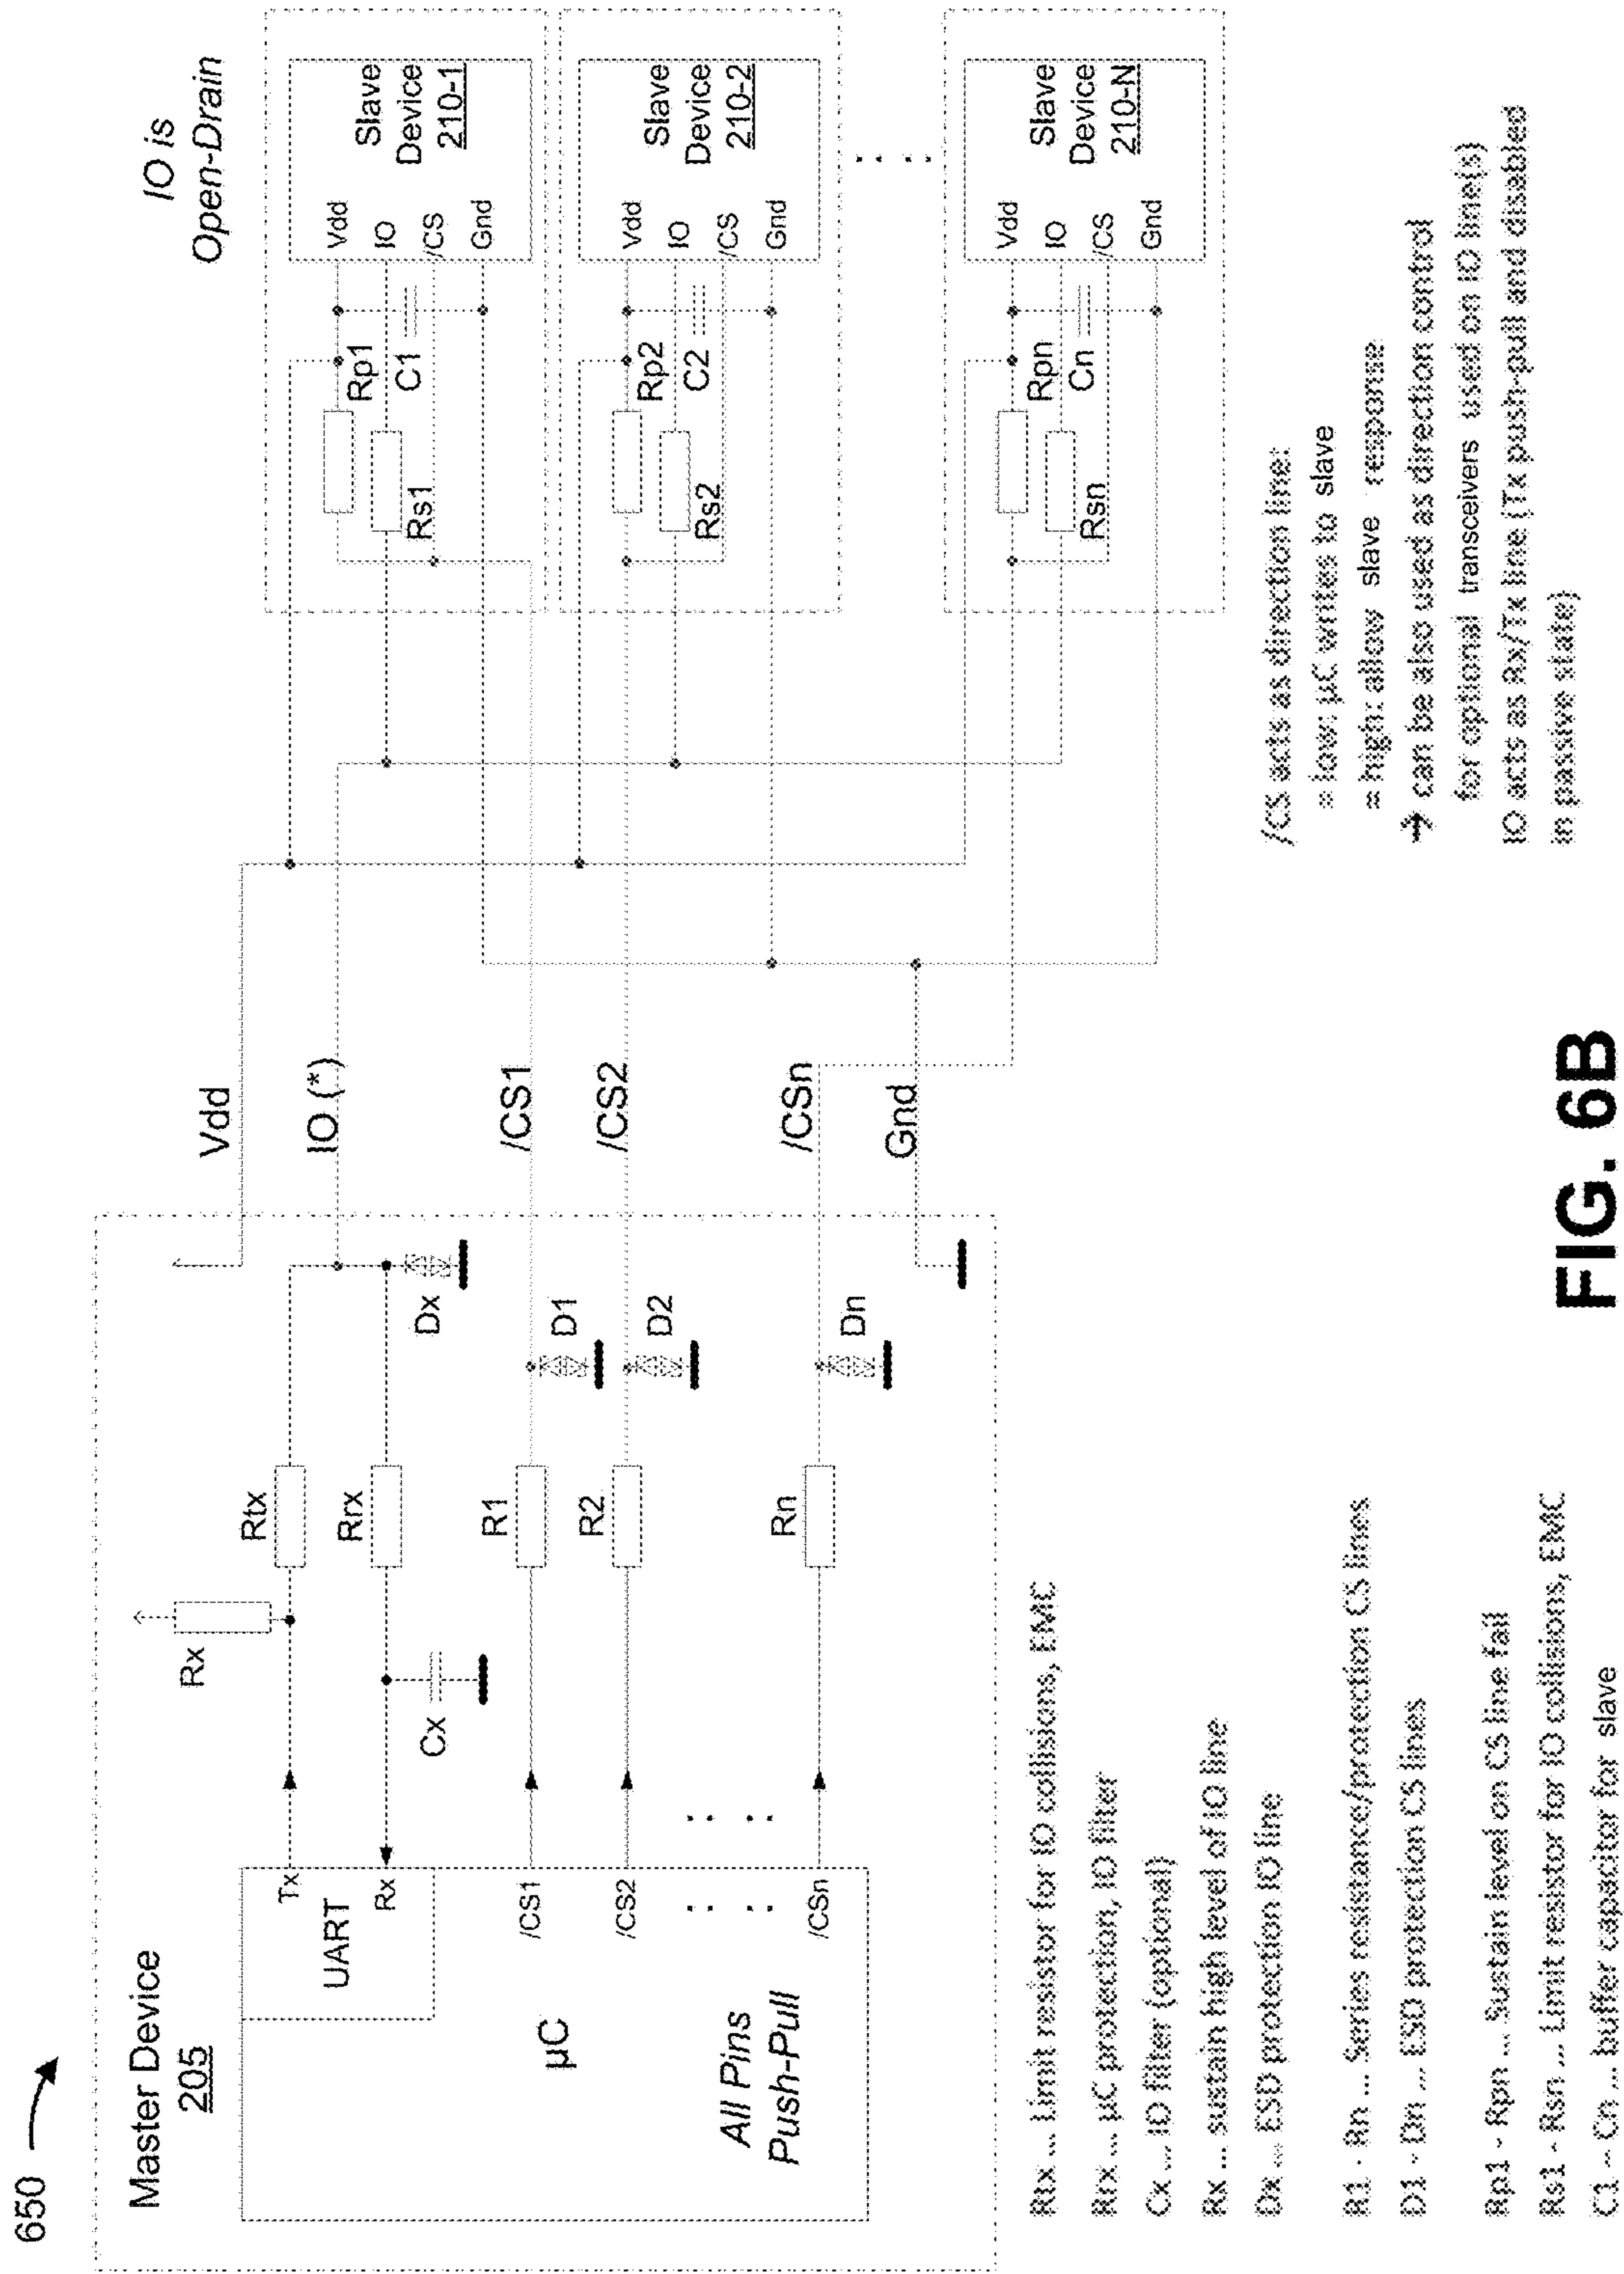 650
Master Device
205
UART
Tx
Rx
µC
All Pins
Push-Pull
/CS1
/CS2
/CSn
Rx
Cx
Rtx
Rrx
R1
R2
Rn
Dx
D1
D2
Dn
Vdd
IO (*)
/CS1
/CS2
/CSn
Gnd
IO is
Open-Drain
Rp1
Rs1
C1
Vdd
IO
/CS
Gnd
Slave
Device
210-1
Rp2
Rs2
C2
Vdd
IO
/CS
Gnd
Slave
Device
210-2
Rpn
Rsn
Cn
Vdd
IO
/CS
Gnd
Slave
Device
210-N
Rtx ... Limit resistor for IO collisions, EMC
Rrx ... µC protection, IO filter
Cx ... IO filter (optional)
Rx ... sustain high level of IO line
Dx ... ESD protection IO line
R1 - Rn ... Series resistance/protection CS lines
D1 - Dn ... ESD protection CS lines
Rp1 - Rpn ... Sustain level on CS line fail
Rs1 - Rsn ... Limit resistor for IO collisions, EMC
C1 – Cn ... buffer capacitor for slave
/CS acts as direction line:
= low: µC writes to slave
= high: allow slave response
→ can be also used as direction control
for optional transceivers used on IO line(s)
IO acts as Rx/Tx line (Tx push-pull and disabled
in passive state)
FIG. 6B